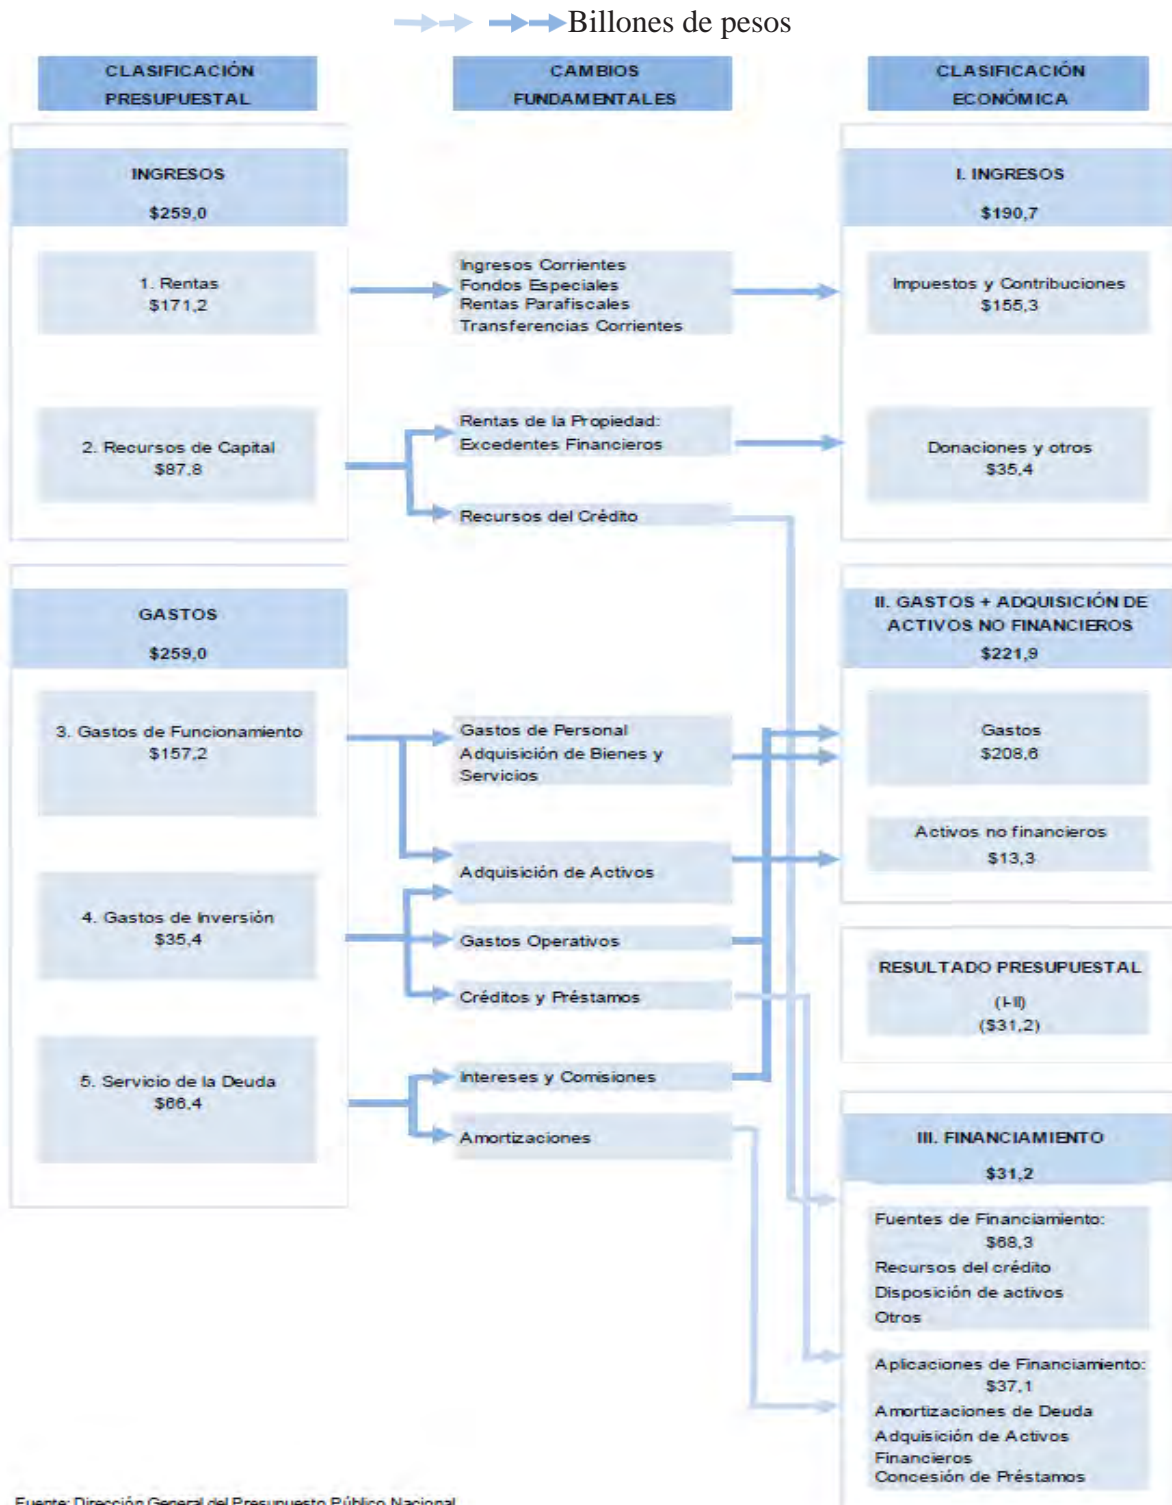 Billones de pesos
CLASIFICACIÓN
PRESUPUESTAL
CAMBIOS
FUNDAMENTALES
CLASIFICACIÓN
ECONÓMICA
INGRESOS
$259,0
1. Rentas
$171,2
2. Recursos de Capital
$87,8
Ingresos Corrientes
Fondos Especiales
Rentas Parafiscales
Transferencias Corrientes
Rentas de la Propiedad:
Excedentes Financieros
Recursos del Crédito
I. INGRESOS
$190,7
Impuestos y Contribuciones
$155,3
Donaciones y otros
$35,4
GASTOS
$259,0
3. Gastos de Funcionamiento
$157,2
4. Gastos de Inversión
$35,4
5. Servicio de la Deuda
$66,4
Gastos de Personal
Adquisición de Bienes y
Servicios
Adquisición de Activos
Gastos Operativos
Créditos y Préstamos
Intereses y Comisiones
Amortizaciones
II. GASTOS + ADQUISICIÓN DE
ACTIVOS NO FINANCIEROS
$221,9
Gastos
$208,6
Activos no financieros
$13,3
RESULTADO PRESUPUESTAL
(I-II)
($31,2)
III. FINANCIAMIENTO
$31,2
Fuentes de Financiamiento:
$68,3
Recursos del crédito
Disposición de activos
Otros
Aplicaciones de Financiamiento:
$37,1
Amortizaciones de Deuda
Adquisición de Activos
Financieros
Concesión de Préstamos
Fuente: Dirección General del Presupuesto Público Nacional